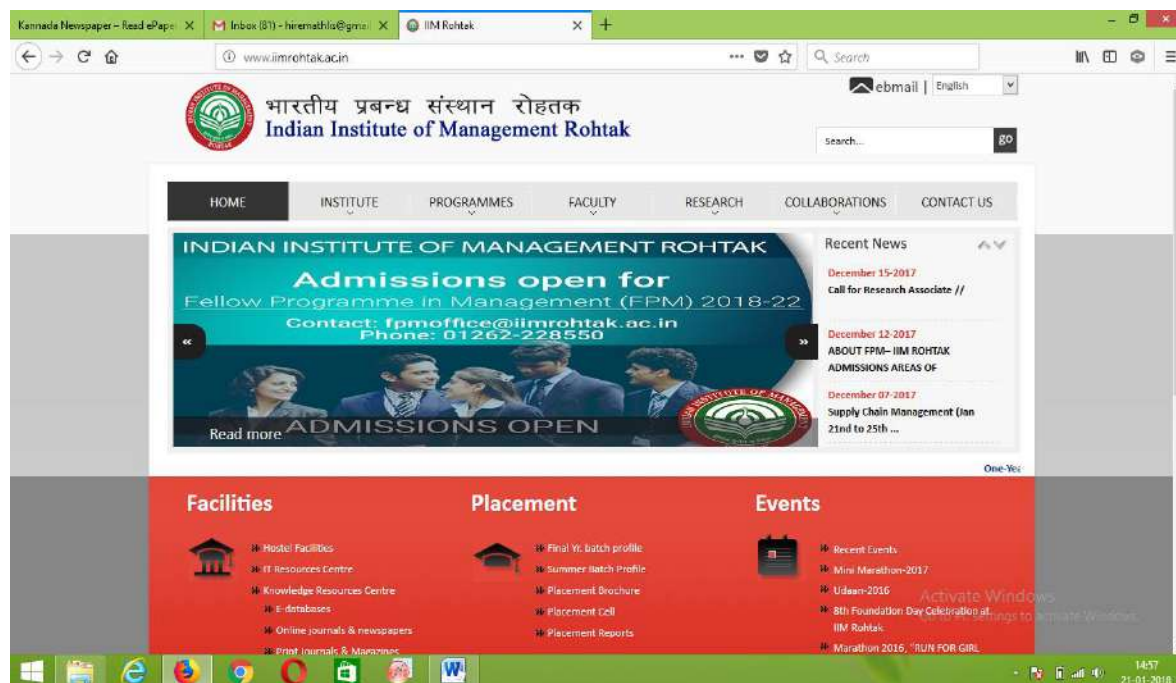 Kannada Newspaper – Read ePape
Inbox (81) - hiremathlis@gmai
IIM Rohtak
www.iimrohtak.ac.in
Search
ebmail | English
भारतीय प्रबन्ध संस्थान रोहतक
Indian Institute of Management Rohtak
Search...
go
HOME INSTITUTE PROGRAMMES FACULTY RESEARCH COLLABORATIONS CONTACT US
INDIAN INSTITUTE OF MANAGEMENT ROHTAK
Admissions open for
Fellow Programme in Management (FPM) 2018-22
Contact: fpmoffice@iimrohtak.ac.in
Phone: 01262-228550
ADMISSIONS OPEN
Read more
Recent News
December 15-2017
Call for Research Associate //
December 12-2017
ABOUT FPM– IIM ROHTAK
ADMISSIONS AREAS OF
December 07-2017
Supply Chain Management (Jan
21nd to 25th ...
One-Yea
Facilities
Hostel Facilities
IT Resources Centre
Knowledge Resources Centre
E-databases
Online journals & newspapers
Print Journals & Magazines
Placement
Final Yr. batch profile
Summer Batch Profile
Placement Brochure
Placement Cell
Placement Reports
Events
Recent Events
Mini Marathon-2017
Udaan-2016
8th Foundation Day Celebration at
IIM Rohtak
Marathon 2016, "RUN FOR GIRL
Activate Windows
14:57
21-01-2018